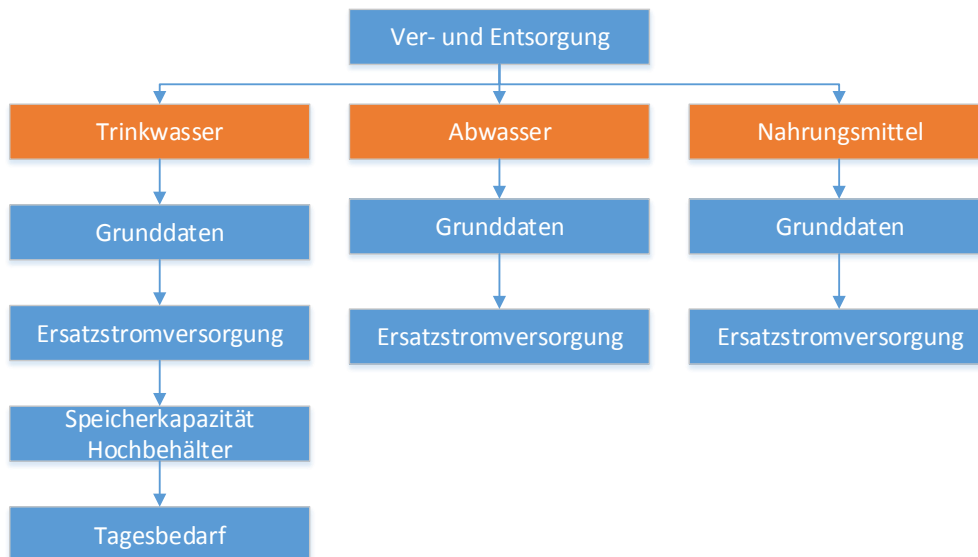 Ver- und Entsorgung
Trinkwasser
Abwasser
Nahrungsmittel
Grunddaten
Grunddaten
Grunddaten
Ersatzstromversorgung
Ersatzstromversorgung
Ersatzstromversorgung
Speicherkapazität
Hochbehälter
Tagesbedarf